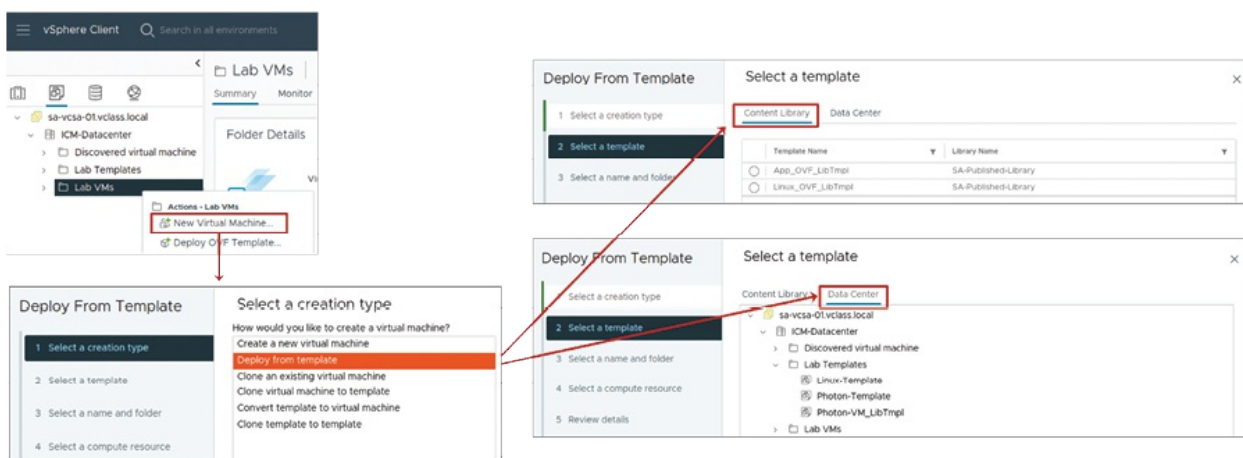 vSphere Client Search in all environments
Lab VMs
Summary Monitor
sa-vcsa-01.vclass.local
ICM-Datacenter
Discovered virtual machine
Lab Templates
Lab VMs
Folder Details
Vi
Actions - Lab VMs
New Virtual Machine...
Deploy OVF Template...
Deploy From Template
1 Select a creation type
2 Select a template
3 Select a name and folder
4 Select a compute resource
Select a creation type
How would you like to create a virtual machine?
Create a new virtual machine
Deploy from template
Clone an existing virtual machine
Clone virtual machine to template
Convert template to virtual machine
Clone template to template
Deploy From Template
1 Select a creation type
2 Select a template
3 Select a name and folder
Select a template
Content Library Data Center
Template Name Library Name
App_OVF_LibTmpl SA-Published-Library
Linux_OVF_LibTmpl SA-Published-Library
Deploy From Template
Select a creation type
2 Select a template
3 Select a name and folder
4 Select a compute resource
5 Review details
Select a template
Content Library Data Center
sa-vcsa-01.vclass.local
ICM-Datacenter
Discovered virtual machine
Lab Templates
Linux-Template
Photon-Template
Photon-VM_LibTmpl
Lab VMs